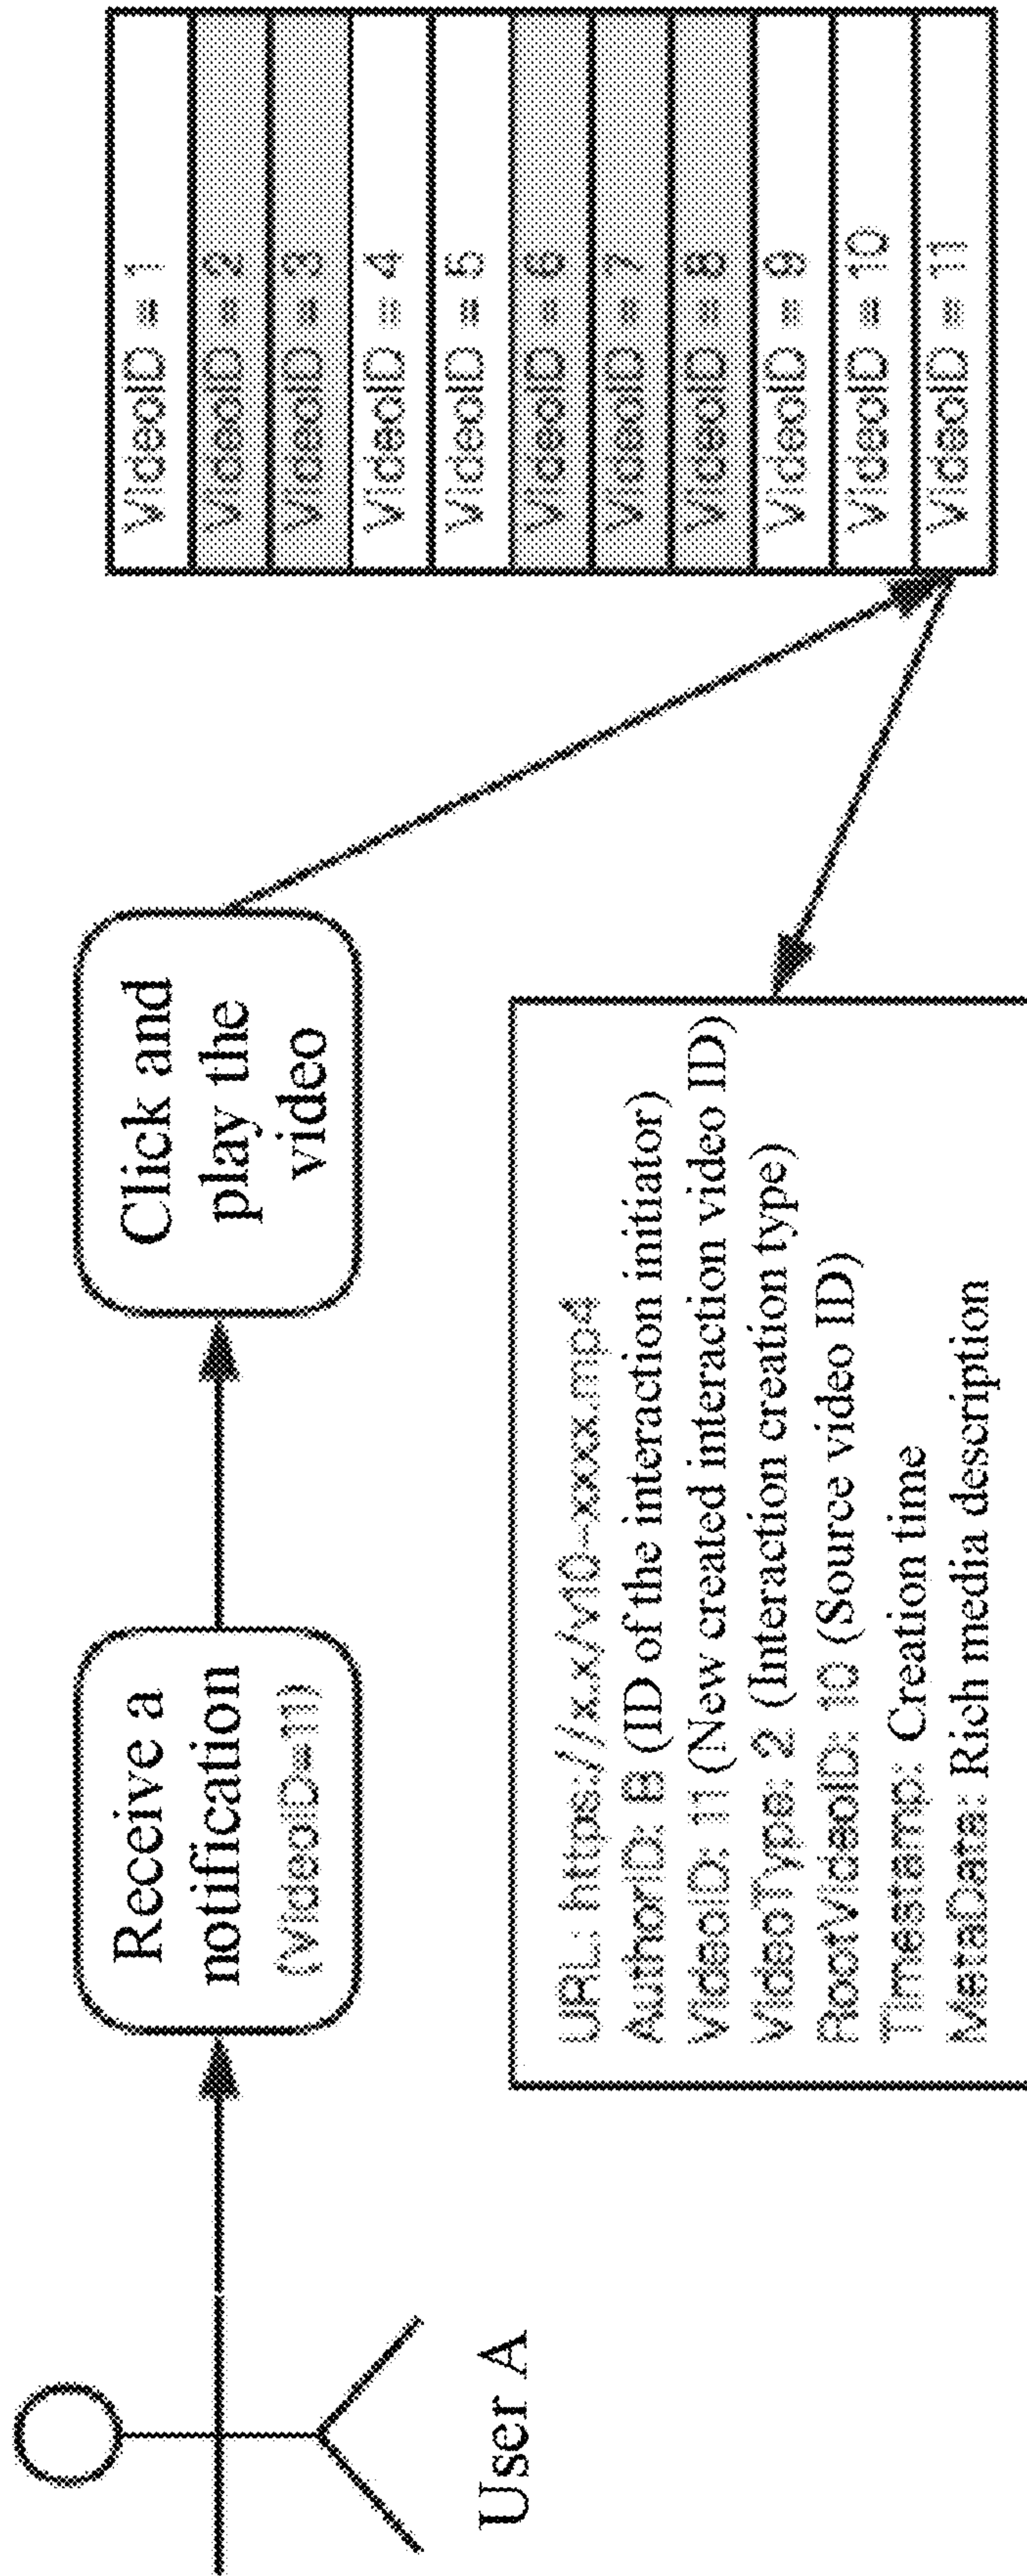 User A
Receive a
notification
(VideoID=11)
Click and
play the
video
VideoID = 1
VideoID = 2
VideoID = 3
VideoID = 4
VideoID = 5
VideoID = 6
VideoID = 7
VideoID = 8
VideoID = 9
VideoID = 10
VideoID = 11
URL: https://x.x/v10-xxxx.mp4
AuthorID: B (ID of the interaction initiator)
VideoID: 11 (New created interaction video ID)
VideoType: 2 (Interaction creation type)
RootVideoID: 10 (Source video ID)
Timestamp: Creation time
MetaData: Rich media description